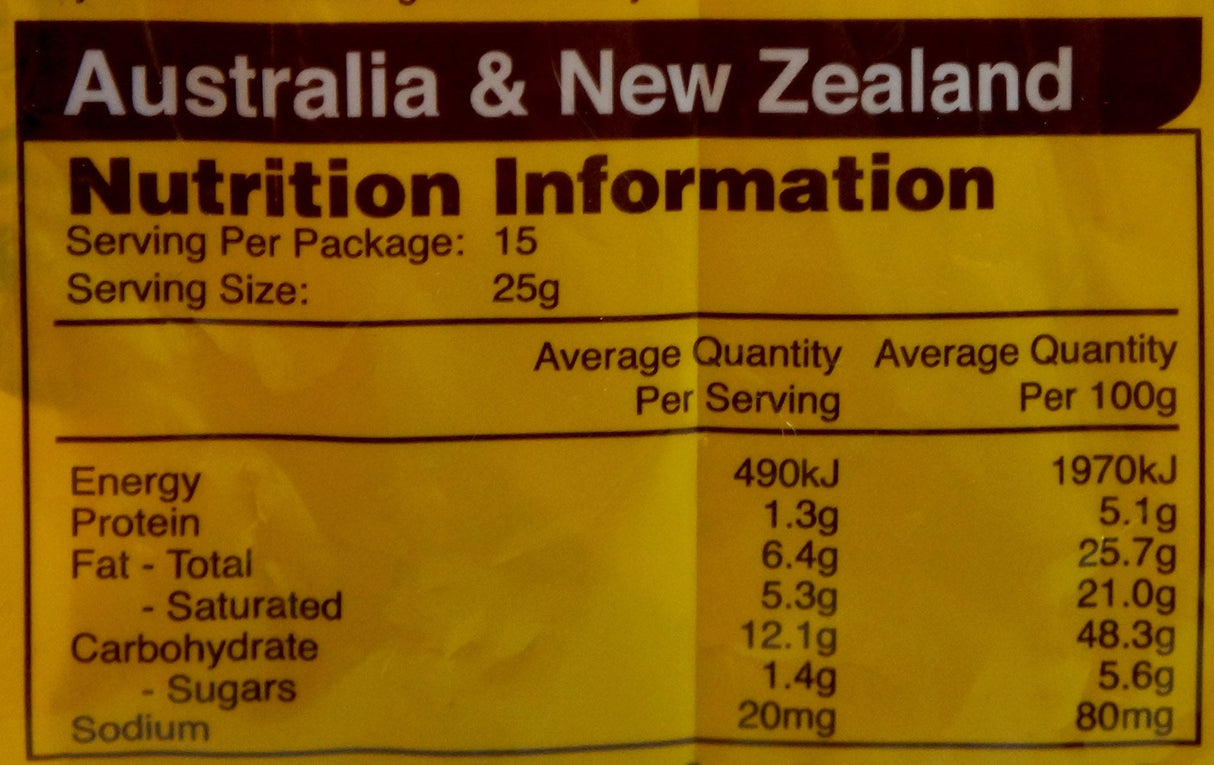 Australia & New Zealand
Nutrition Information
Serving Per Package: 15
Serving Size: 25g
Average Quantity Average Quantity
Per Serving Per 100g
Energy 490kJ 1970kJ
Protein 1.3g 5.1g
Fat - Total 6.4g 25.7g
- Saturated 5.3g 21.0g
Carbohydrate 12.1g 48.3g
- Sugars 1.4g 5.6g
Sodium 20mg 80mg